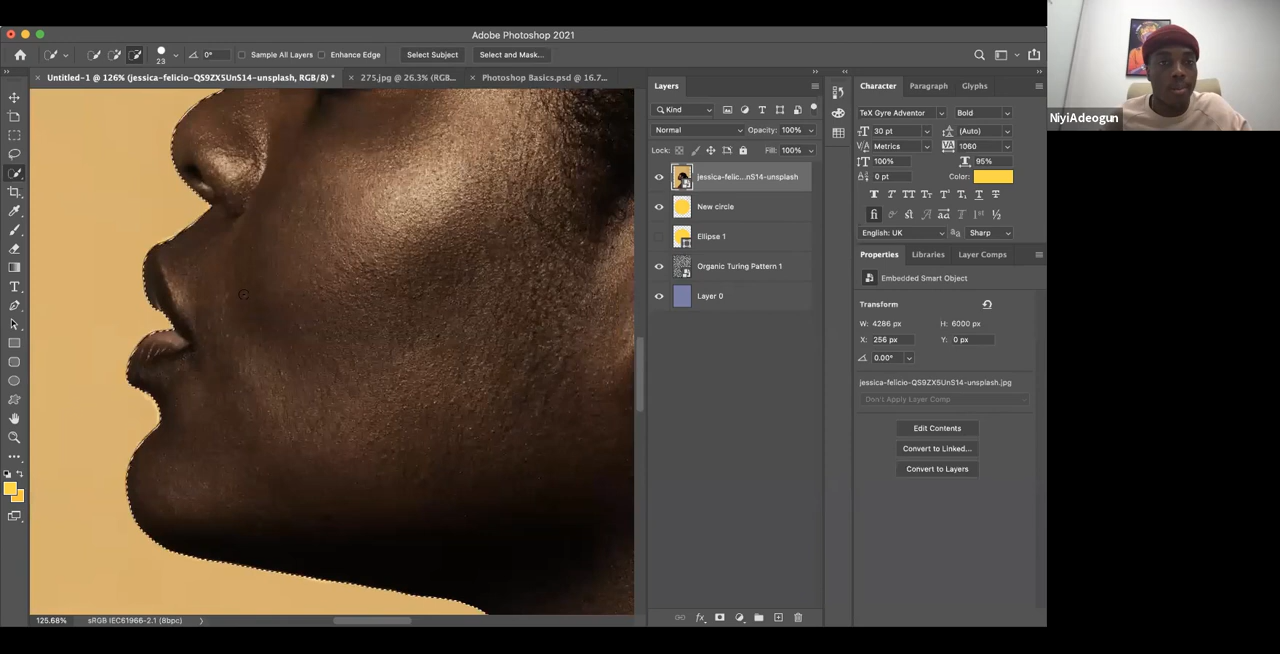 Adobe Photoshop 2021
23
0°
Sample All Layers
Enhance Edge
Select Subject
Select and Mask...
× Untitled-1 @ 126% (jessica-felicio-QS9ZX5UnS14-unsplash, RGB/8) *
× 275.jpg @ 26.3% (RGB...
× Photoshop Basics.psd @ 16.7...
Layers
Kind
Normal
Opacity: 100%
Lock:
Fill: 100%
jessica-felic...nS14-unsplash
New circle
Ellipse 1
Organic Turing Pattern 1
Layer 0
Character
Paragraph
Glyphs
TeX Gyre Adventor
Bold
30 pt
(Auto)
Metrics
1060
100%
95%
0 pt
Color:
English: UK
Sharp
Properties
Libraries
Layer Comps
Embedded Smart Object
Transform
W: 4286 px
H: 6000 px
X: 256 px
Y: 0 px
0.00°
jessica-felicio-QS9ZX5UnS14-unsplash.jpg
Don't Apply Layer Comp
Edit Contents
Convert to Linked...
Convert to Layers
125.68%
sRGB IEC61966-2.1 (8bpc)
NiyiAdeogun